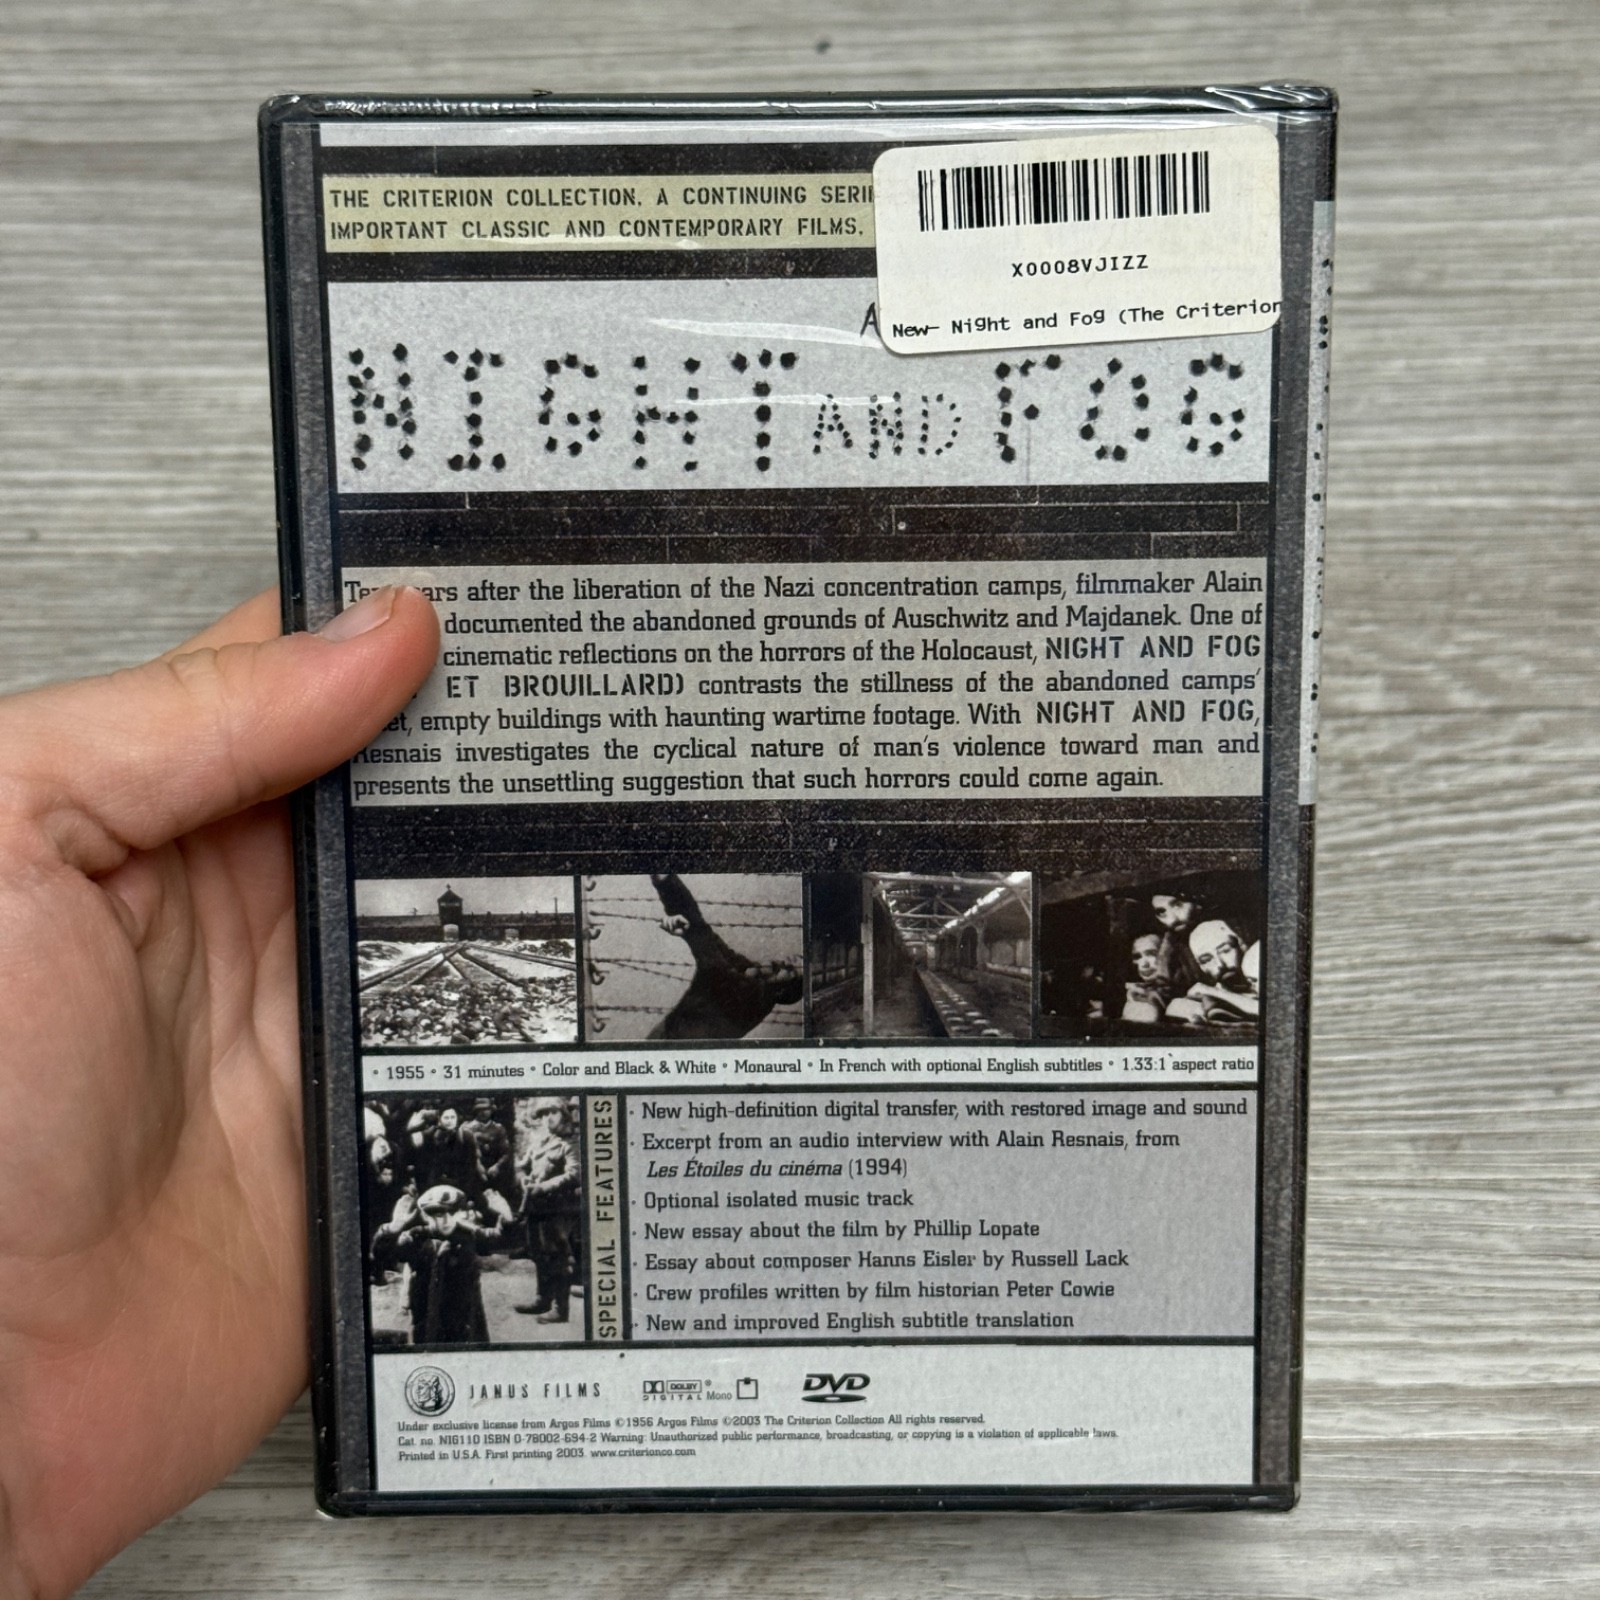 THE CRITERION COLLECTION, A CONTINUING
IMPORTANT CLASSIC AND CONTEMPORARY FILMS.
X0008VJIZZ
New- Night and Fog (The Criterion
NIGHT AND FOG
after the liberation of the Nazi concentration camps, filmmaker Alain
documented the abandoned grounds of Auschwitz and Majdanek. One of
cinematic reflections on the horrors of the Holocaust, NIGHT AND FOG
ET BROUILLARD) contrasts the stillness of the abandoned camps'
empty buildings with haunting wartime footage. With NIGHT AND FOG,
Resnais investigates the cyclical nature of man's violence toward man and
presents the unsettling suggestion that such horrors could come again.
• 1955 • 31 minutes • Color and Black & White • Monaural • In French with optional English subtitles • 1.33:1 aspect ratio
SPECIAL FEATURES
· New high-definition digital transfer, with restored image and sound
· Excerpt from an audio interview with Alain Resnais, from
Les Étoiles du cinéma (1994)
· Optional isolated music track
· New essay about the film by Phillip Lopate
· Essay about composer Hanns Eisler by Russell Lack
· Crew profiles written by film historian Peter Cowie
· New and improved English subtitle translation
JANUS FILMS
DOLBY
DIGITAL Mono
DVD
Under exclusive license from Argos Films ©1956 Argos Films ©2003 The Criterion Collection All rights reserved.
Cat. no. NIG110 ISBN 0-78002-694-2 Warning: Unauthorized public performance, broadcasting, or copying is a violation of applicable laws.
Printed in U.S.A. First printing 2003. www.criterionco.com